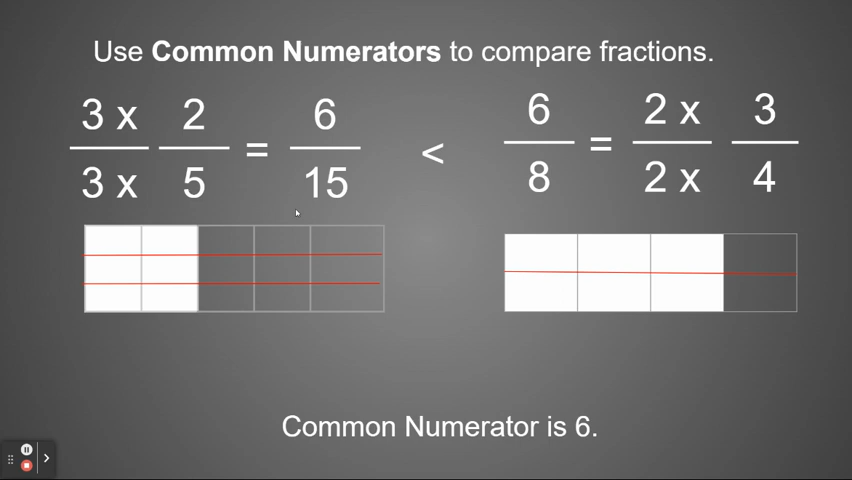 Use Common Numerators to compare fractions.
3 x 2 = 6 < 6 = 2 x 3
3 x 5 15 8 2 x 4
Common Numerator is 6.